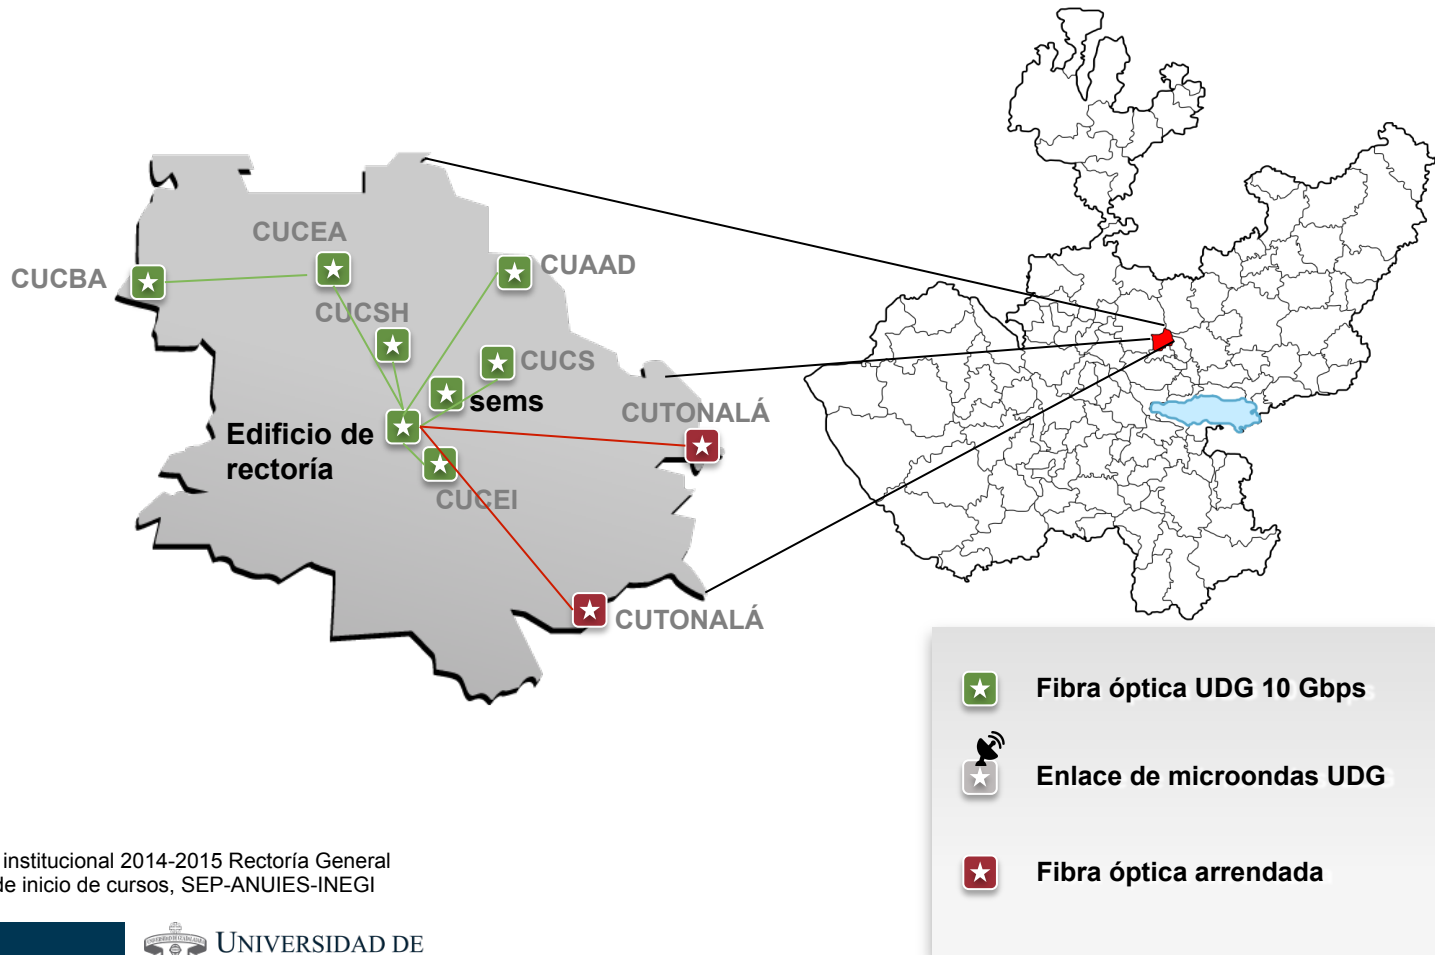 CUCEA
CUCBA
CUAAD
CUCSH
CUCS
sems
CUTONALÁ
Edificio de
rectoría
CUCEI
CUTONALÁ
Fibra óptica UDG 10 Gbps
Enlace de microondas UDG
Fibra óptica arrendada
institucional 2014-2015 Rectoría General
de inicio de cursos, SEP-ANUIES-INEGI
UNIVERSIDAD DE